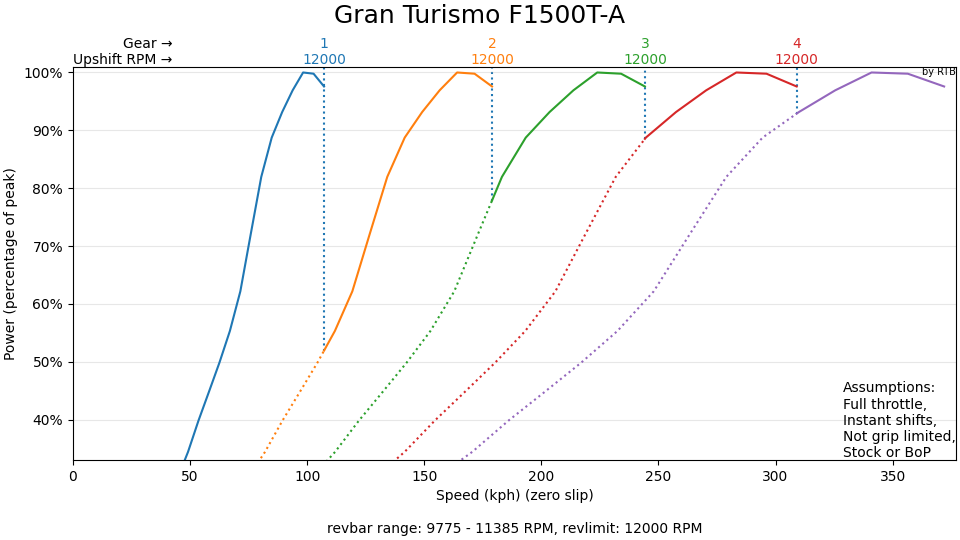 Gran Turismo F1500T-A
Gear → 1 2 3 4
Upshift RPM → 12000 12000 12000 12000
by RTB
100%
90%
80%
70%
60%
50%
40%
Power (percentage of peak)
Assumptions:
Full throttle,
Instant shifts,
Not grip limited,
Stock or BoP
0 50 100 150 200 250 300 350
Speed (kph) (zero slip)
revbar range: 9775 - 11385 RPM, revlimit: 12000 RPM